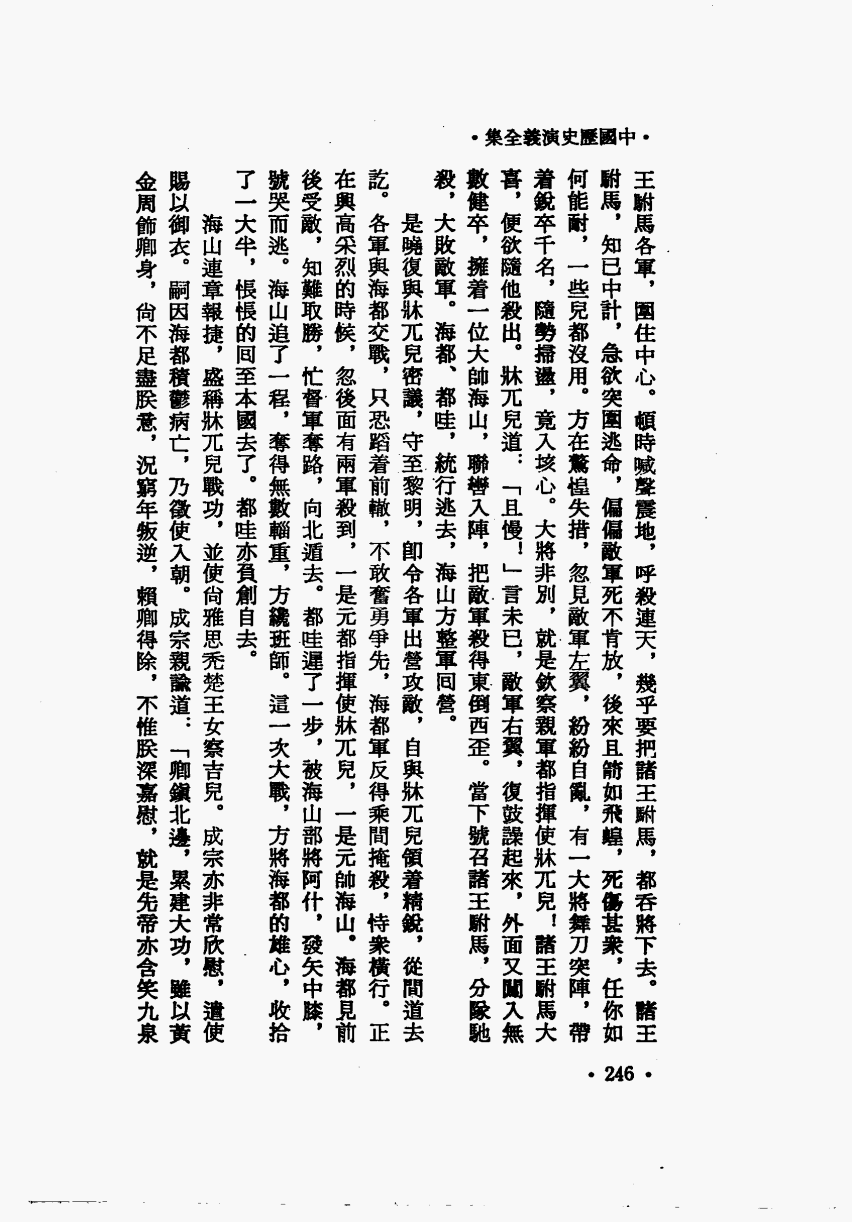 •中國歷史演義全集•
王駙馬各軍，圍住中心。頓時喊聲震地，呼殺連天，幾乎要把諸王駙馬，都吞將下去。諸王
駙馬，知已中計，急欲突圍逃命，偏偏敵軍死不肯放，後來且箭如飛蝗，死傷甚衆，任你如
何能耐，一些兒都沒用。方在驚惶失措，忽見敵軍左翼，紛紛自亂，有一大將舞刀突陣，帶
着銳卒千名，隨勢掃盪，竟入垓心。大將非別，就是欽察親軍都指揮使牀兀兒！諸王駙馬大
喜，便欲隨他殺出。牀兀兒道：「且慢！」言未已，敵軍右翼，復鼓譟起來，外面又闖入無
數健卒，擁着一位大帥海山，聯轡入陣，把敵軍殺得東倒西歪。當下號召諸王駙馬，分隊馳
殺，大敗敵軍。海都、都哇，統行逃去，海山方整軍囘營。
是曉復與牀兀兒密議，守至黎明，卽令各軍出營攻敵，自與牀兀兒領着精銳，從間道去
訖。各軍與海都交戰，只恐蹈着前轍，不敢奮勇爭先，海都軍反得乘間掩殺，恃衆橫行。正
在興高采烈的時候，忽後面有兩軍殺到，一是元都指揮使牀兀兒，一是元帥海山。海都見前
後受敵，知難取勝，忙督軍奪路，向北遁去。都哇遲了一步，被海山部將阿什，發矢中膝，
號哭而逃。海山追了一程，奪得無數輜重，方纔班師。這一次大戰，方將海都的雄心，收拾
了一大半，悵悵的囘至本國去了。都哇亦負創自去。
海山連章報捷，盛稱牀兀兒戰功，並使尙雅思禿楚王女察吉兒。成宗亦非常欣慰，遣使
賜以御衣。嗣因海都積鬱病亡，乃徵使入朝。成宗親諭道：「卿鎭北邊，累建大功，雖以黃
金周飾卿身，尙不足盡朕意，況窮年叛逆，賴卿得除，不惟朕深嘉慰，就是先帝亦含笑九泉
•246•